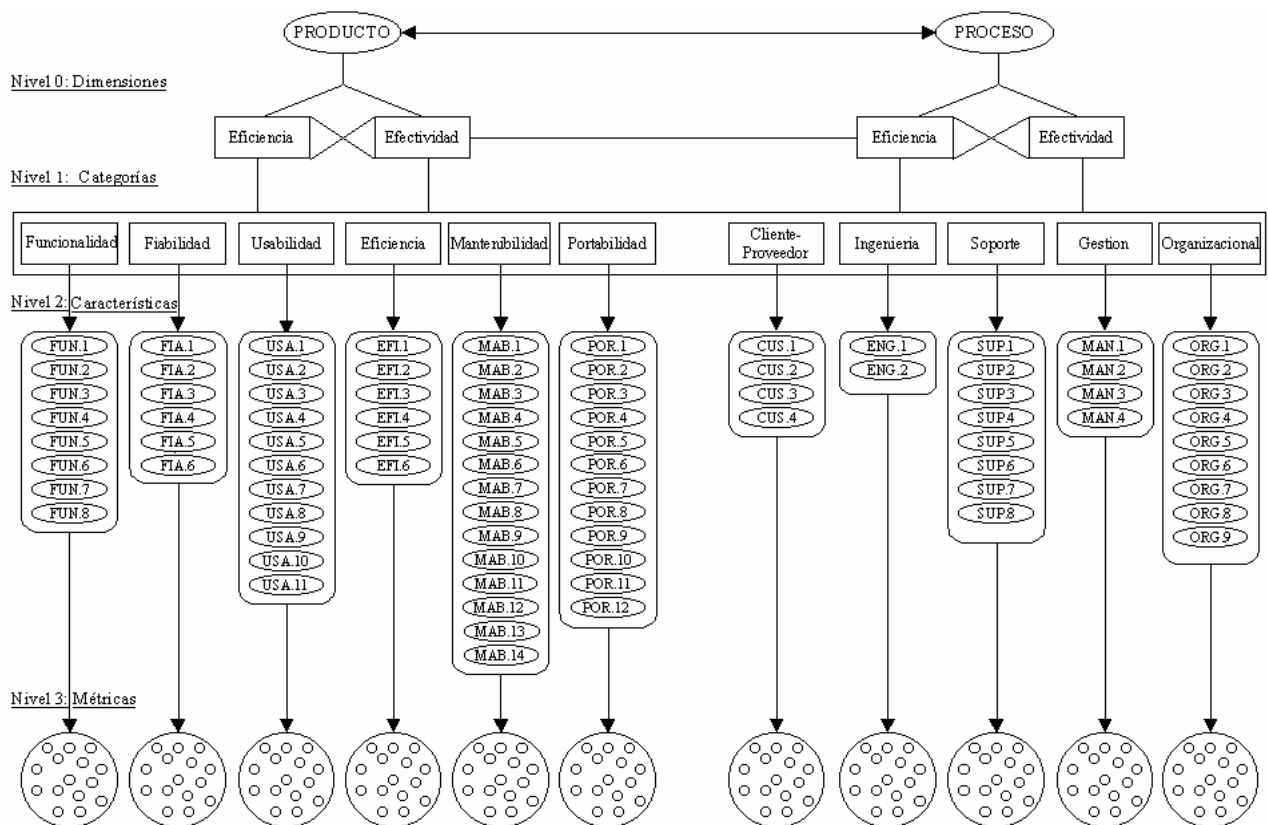 PRODUCTO
PROCESO
Nivel 0: Dimensiones
Eficiencia
Efectividad
Eficiencia
Efectividad
Nivel 1: Categorías
Funcionalidad
Fiabilidad
Usabilidad
Eficiencia
Mantenibilidad
Portabilidad
Cliente-
Proveedor
Ingenieria
Soporte
Gestion
Organizacional
Nivel 2: Características
FUN.1
FUN.2
FUN.3
FUN.4
FUN.5
FUN.6
FUN.7
FUN.8
FIA.1
FIA.2
FIA.3
FIA.4
FIA.5
FIA.6
USA.1
USA.2
USA.3
USA.4
USA.5
USA.6
USA.7
USA.8
USA.9
USA.10
USA.11
EFI.1
EFI.2
EFI.3
EFI.4
EFI.5
EFI.6
MAB.1
MAB.2
MAB.3
MAB.4
MAB.5
MAB.6
MAB.7
MAB.8
MAB.9
MAB.10
MAB.11
MAB.12
MAB.13
MAB.14
POR.1
POR.2
POR.3
POR.4
POR.5
POR.6
POR.7
POR.8
POR.9
POR.10
POR.11
POR.12
CUS.1
CUS.2
CUS.3
CUS.4
ENG.1
ENG.2
SUP.1
SUP.2
SUP.3
SUP.4
SUP.5
SUP.6
SUP.7
SUP.8
MAN.1
MAN.2
MAN.3
MAN.4
ORG.1
ORG.2
ORG.3
ORG.4
ORG.5
ORG.6
ORG.7
ORG.8
ORG.9
Nivel 3: Métricas